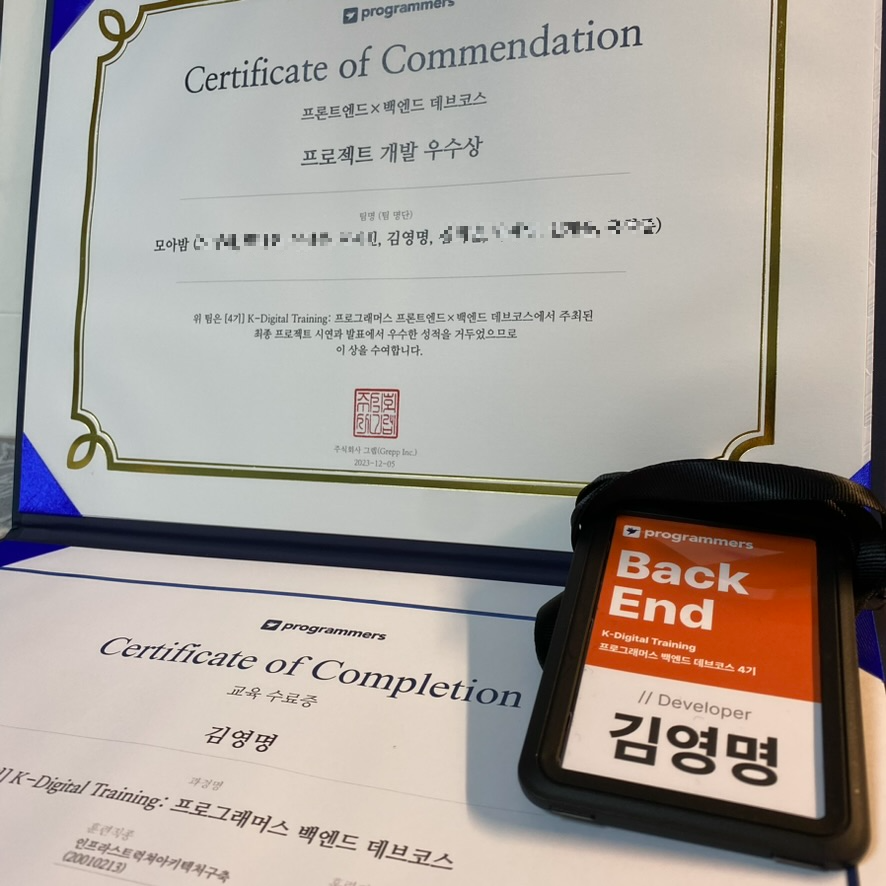 programmers
Certificate of Commendation
프론트엔드×백엔드 데브코스
프로젝트 개발 우수상
팀명 (팀 명단)
모아밤 ( 김영명, )
위 팀은 [4기] K-Digital Training: 프로그래머스 프론트엔드×백엔드 데브코스에서 주최된
최종 프로젝트 시연과 발표에서 우수한 성적을 거두었으므로
이 상을 수여합니다.
주식회사 그렙(Grepp Inc.)
2023-12-05
programmers
Certificate of Completion
교육 수료증
김영명
과정명
] K-Digital Training: 프로그래머스 백엔드 데브코스
훈련직종
인프라스트럭쳐아키텍처구축
(20010213)
programmers
Back
End
K-Digital Training
프로그래머스 백엔드 데브코스 4기
// Developer
김영명